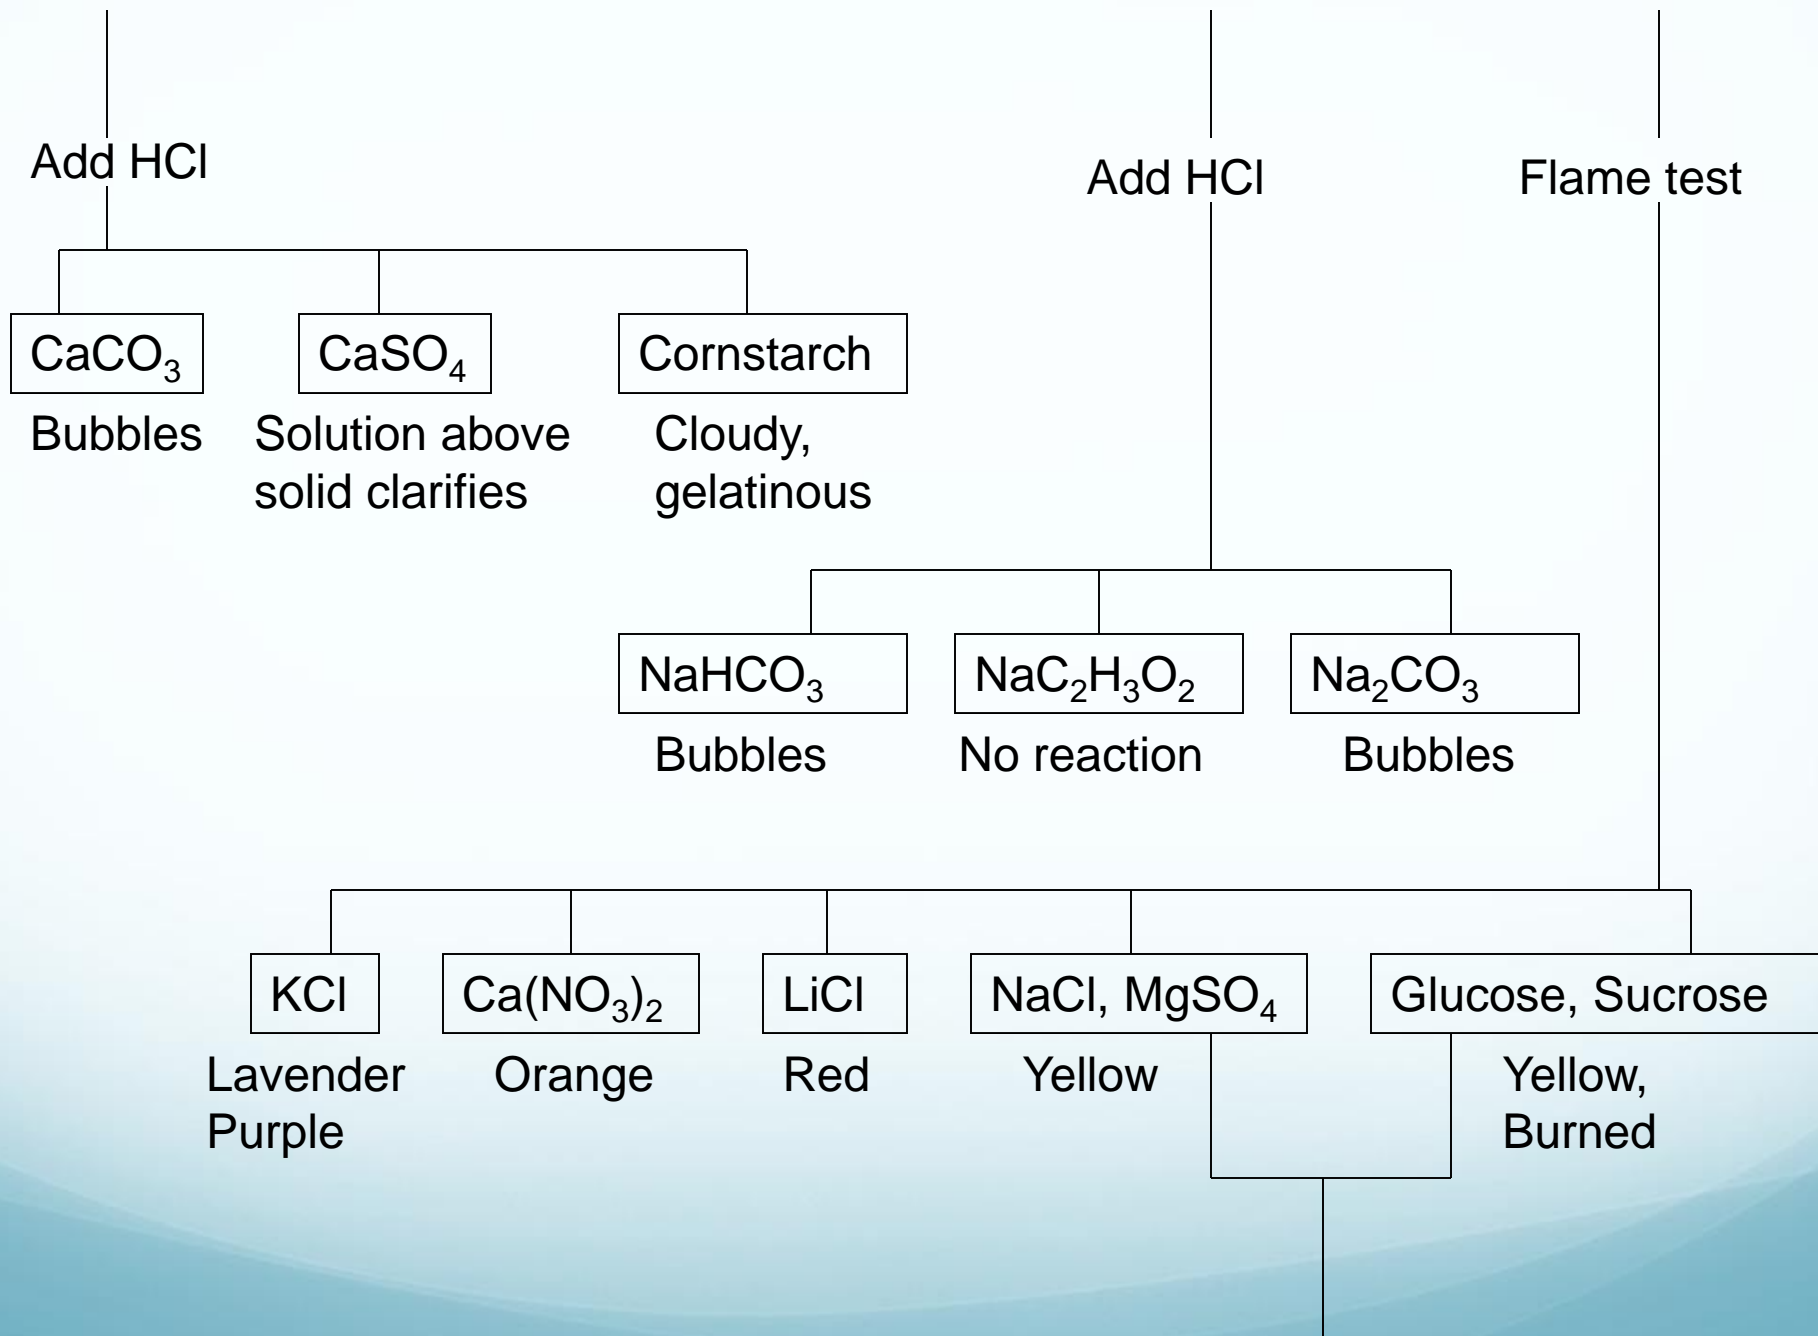 Add HCl
Add HCl
Flame test
CaCO₃
CaSO₄
Cornstarch
Bubbles
Solution above
solid clarifies
Cloudy,
gelatinous
NaHCO₃
NaC₂H₃O₂
Na₂CO₃
Bubbles
No reaction
Bubbles
KCl
Ca(NO₃)₂
LiCl
NaCl, MgSO₄
Glucose, Sucrose
Lavender
Purple
Orange
Red
Yellow
Yellow,
Burned